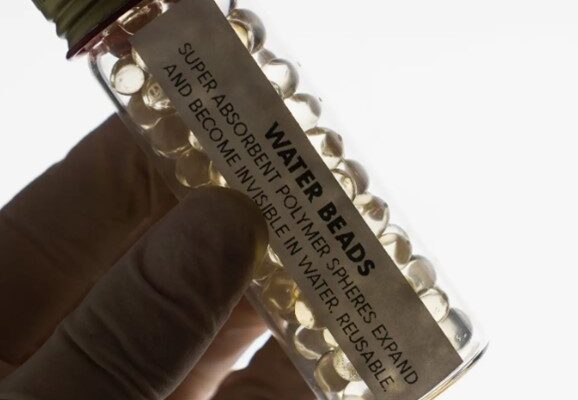 WATER BEADS
SUPER ABSORBENT POLYMER SPHERES EXPAND
AND BECOME INVISIBLE IN WATER. REUSABLE.